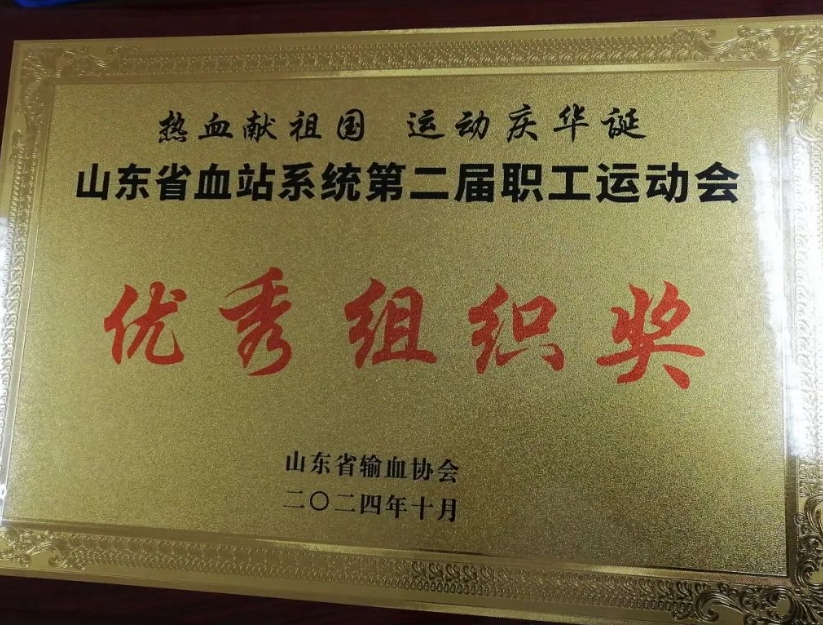 热血献祖国 运动庆华诞
山东省血站系统第二届职工运动会
优秀组织奖
山东省输血协会
二〇二四年十月